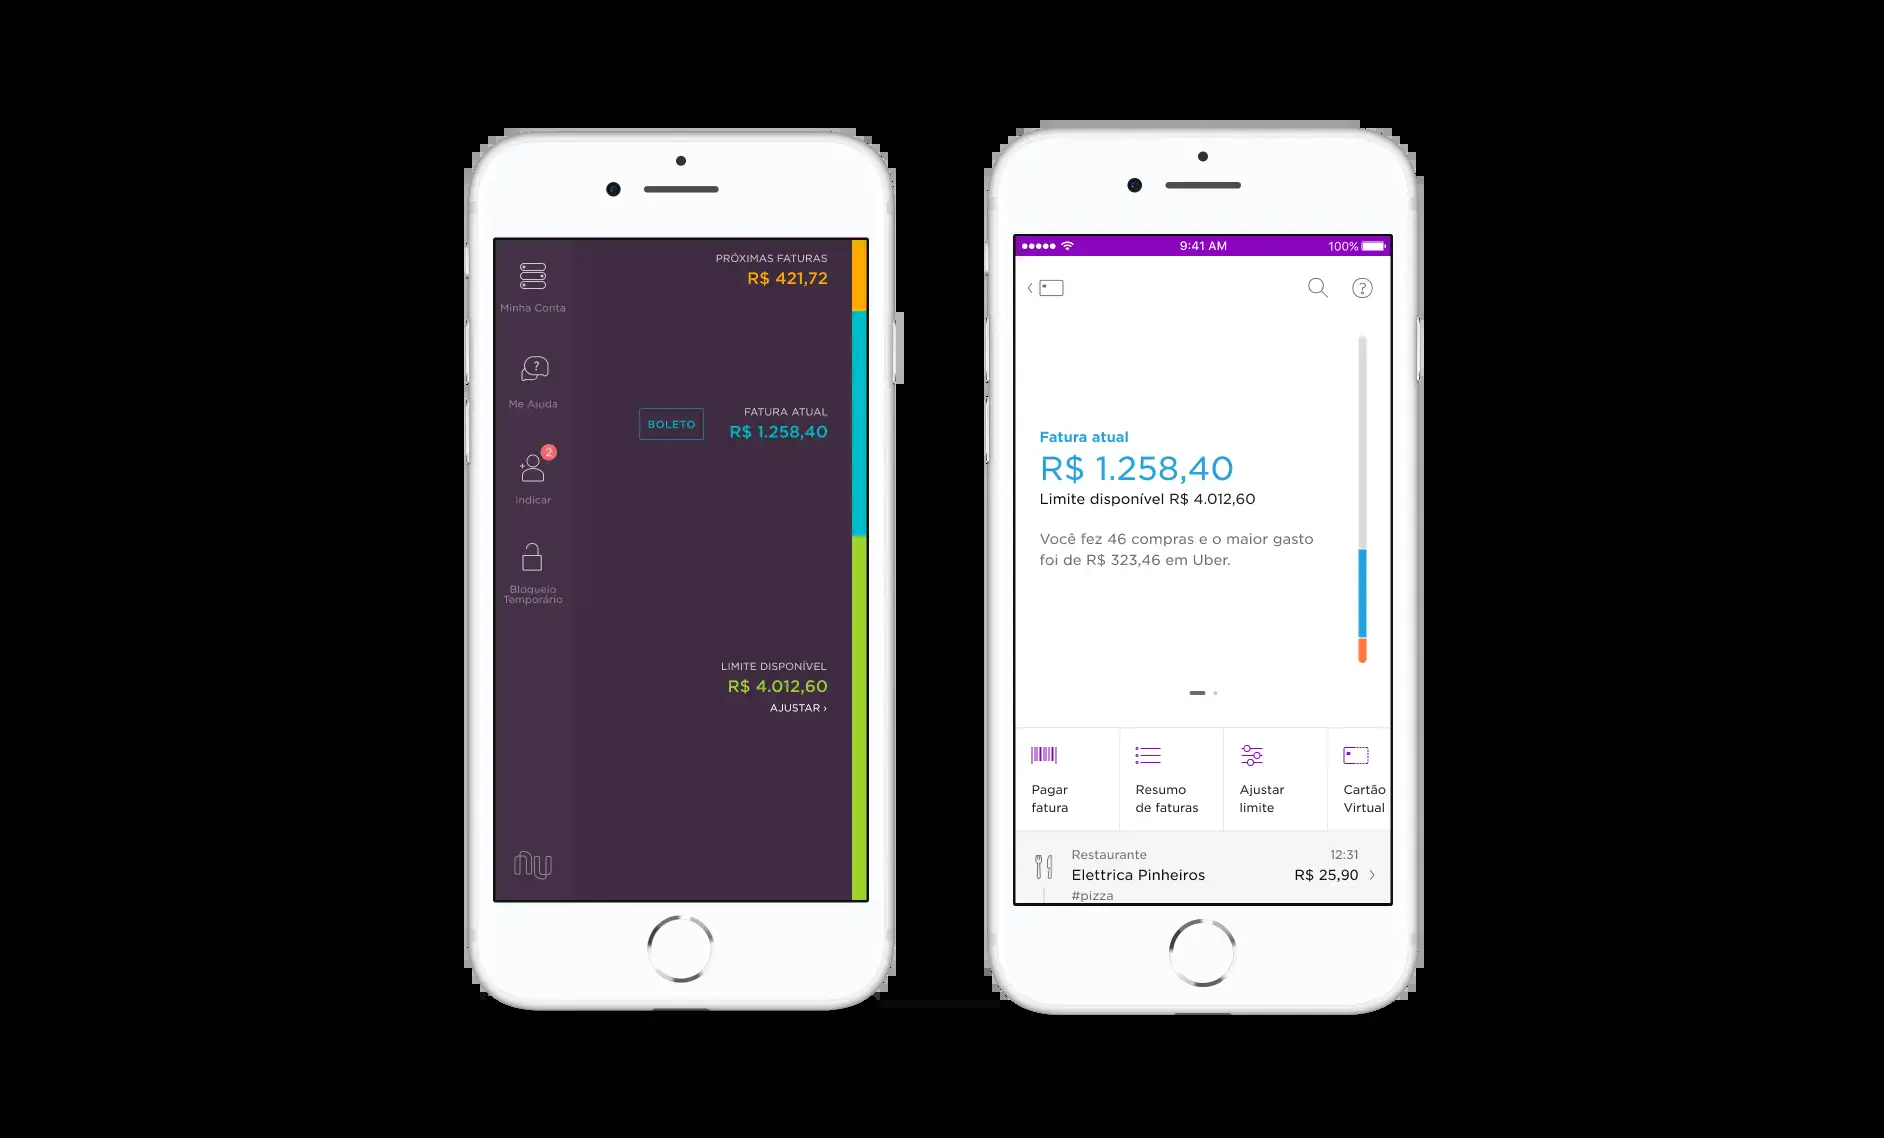 PRÓXIMAS FATURAS
R$ 421,72
Minha Conta
?
Me Ajuda
BOLETO
FATURA ATUAL
R$ 1.258,40
2
Indicar
Bloqueio
Temporário
LIMITE DISPONÍVEL
R$ 4.012,60
AJUSTAR ›
nu
9:41 AM
100%
?
Fatura atual
R$ 1.258,40
Limite disponível R$ 4.012,60
Você fez 46 compras e o maior gasto
foi de R$ 323,46 em Uber.
Pagar
fatura
Resumo
de faturas
Ajustar
limite
Cartão
Virtual
Restaurante
12:31
Elettrica Pinheiros
R$ 25,90
#pizza